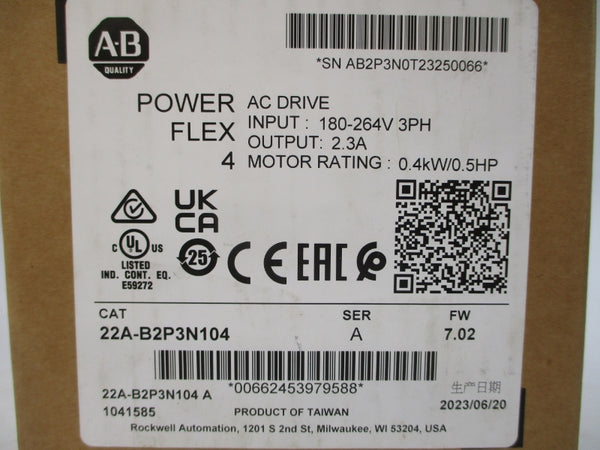 A-B
QUALITY
*SN AB2P3N0T23250066*
POWER FLEX 4
AC DRIVE
INPUT : 180-264V 3PH
OUTPUT: 2.3A
MOTOR RATING : 0.4kW/0.5HP
UK
CA
C UL US
LISTED
IND. CONT. EQ.
E59272
25
CE EAC
CAT SER FW
22A-B2P3N104 A 7.02
*00662453979588*
22A-B2P3N104 A 生产日期
1041585 PRODUCT OF TAIWAN 2023/06/20
Rockwell Automation, 1201 S 2nd St, Milwaukee, WI 53204, USA